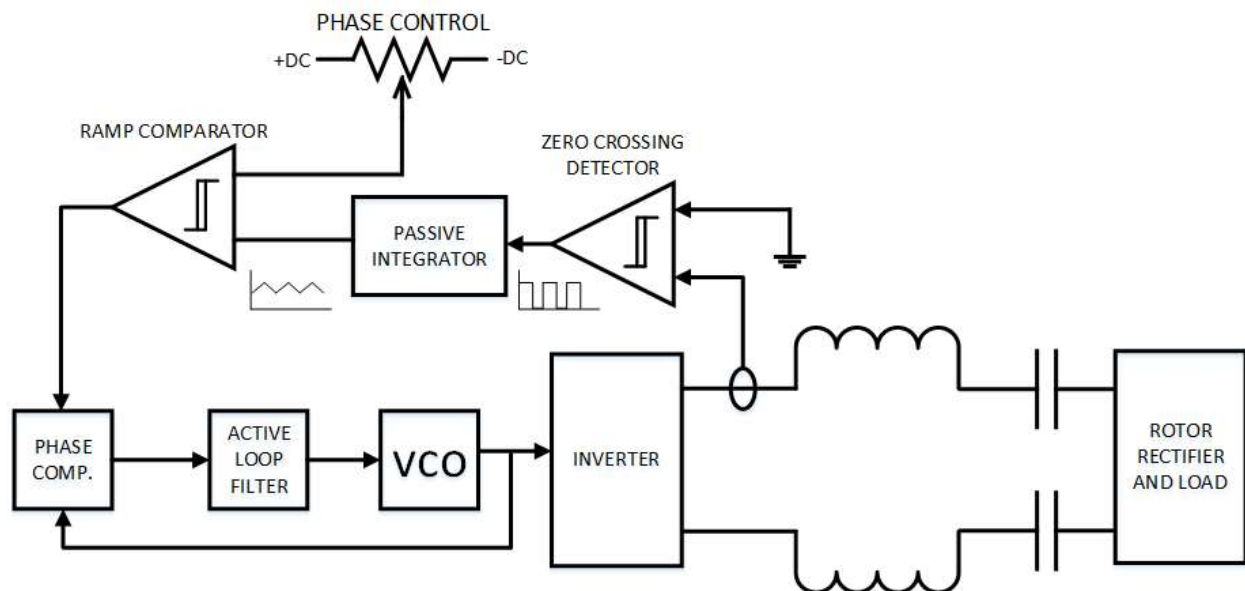 PHASE CONTROL
+DC
-DC
RAMP COMPARATOR
ZERO CROSSING
DETECTOR
PASSIVE
INTEGRATOR
PHASE
COMP.
ACTIVE
LOOP
FILTER
VCO
INVERTER
ROTOR
RECTIFIER
AND LOAD